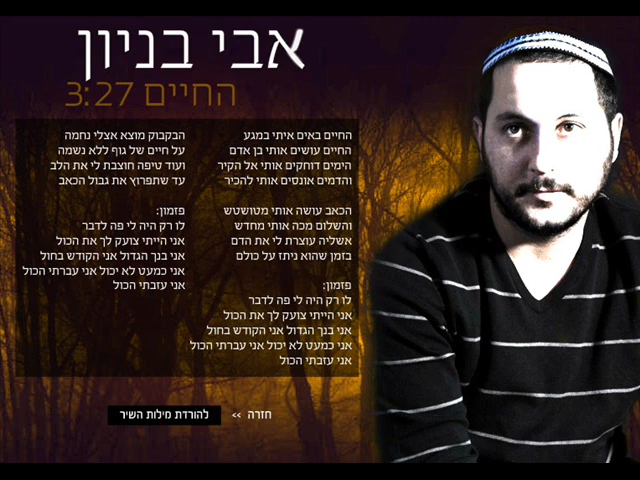 אבי בניון
החיים 3:27
החיים באים איתי במגע
החיים עושים אותי בן אדם
הימים דוחקים אותי אל הקיר
והדמים אונסים אותי להכיר
הכאב עושה אותי מטושטש
והשלום מכה אותי מחדש
אשליה עוצרת לי את הדם
בזמן שהוא ניתז על כולם
פזמון:
לו רק היה לי פה לדבר
אני הייתי צועק לך את הכול
אני בנך הגדול אני הקודש בחול
אני כמעט לא יכול אני עברתי הכול
אני עזבתי הכול
הבקבוק מוצא אצלי נחמה
על חיים של גוף ללא נשמה
ועוד טיפה חוצבת לי את הלב
עד שתפרוץ את גבול הכאב
פזמון:
לו רק היה לי פה לדבר
אני הייתי צועק לך את הכול
אני בנך הגדול אני הקודש בחול
אני כמעט לא יכול אני עברתי הכול
אני עזבתי הכול
חזרה >>
להורדת מילות השיר